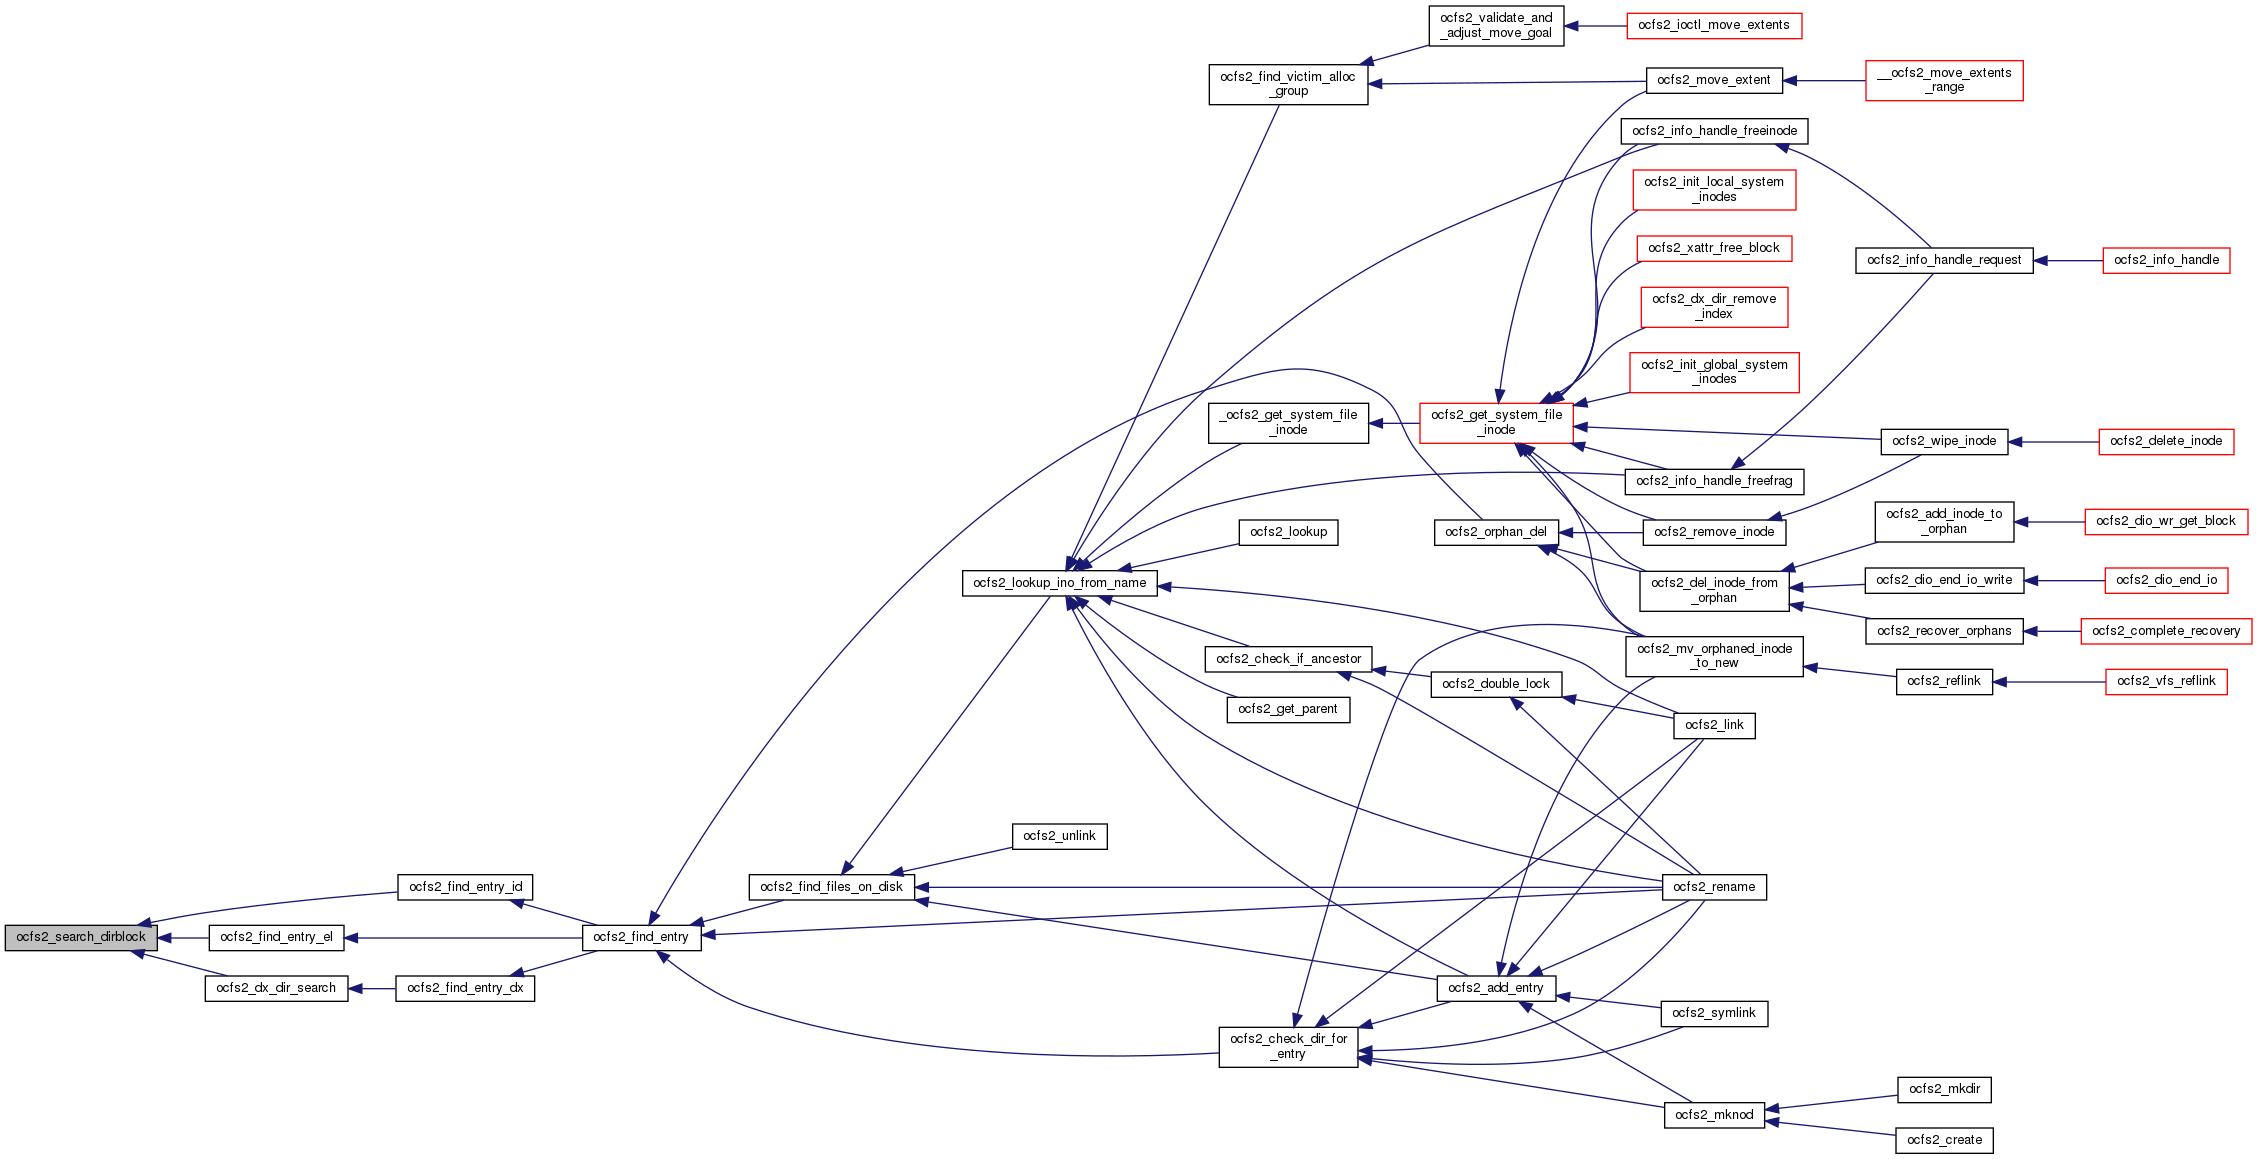 ocfs2_validate_and
_adjust_move_goal
ocfs2_ioctl_move_extents
ocfs2_find_victim_alloc
_group
ocfs2_move_extent
__ocfs2_move_extents
_range
ocfs2_info_handle_freeinode
ocfs2_init_local_system
_inodes
ocfs2_xattr_free_block
ocfs2_info_handle_request
ocfs2_info_handle
ocfs2_dx_dir_remove
_index
ocfs2_init_global_system
_inodes
_ocfs2_get_system_file
_inode
ocfs2_get_system_file
_inode
ocfs2_wipe_inode
ocfs2_delete_inode
ocfs2_info_handle_freefrag
ocfs2_lookup
ocfs2_orphan_del
ocfs2_remove_inode
ocfs2_add_inode_to
_orphan
ocfs2_dio_wr_get_block
ocfs2_lookup_ino_from_name
ocfs2_del_inode_from
_orphan
ocfs2_dio_end_io_write
ocfs2_dio_end_io
ocfs2_recover_orphans
ocfs2_complete_recovery
ocfs2_check_if_ancestor
ocfs2_mv_orphaned_inode
_to_new
ocfs2_double_lock
ocfs2_reflink
ocfs2_vfs_reflink
ocfs2_get_parent
ocfs2_link
ocfs2_unlink
ocfs2_find_entry_id
ocfs2_find_files_on_disk
ocfs2_rename
ocfs2_search_dirblock
ocfs2_find_entry_el
ocfs2_find_entry
ocfs2_dx_dir_search
ocfs2_find_entry_dx
ocfs2_add_entry
ocfs2_symlink
ocfs2_check_dir_for
_entry
ocfs2_mkdir
ocfs2_mknod
ocfs2_create